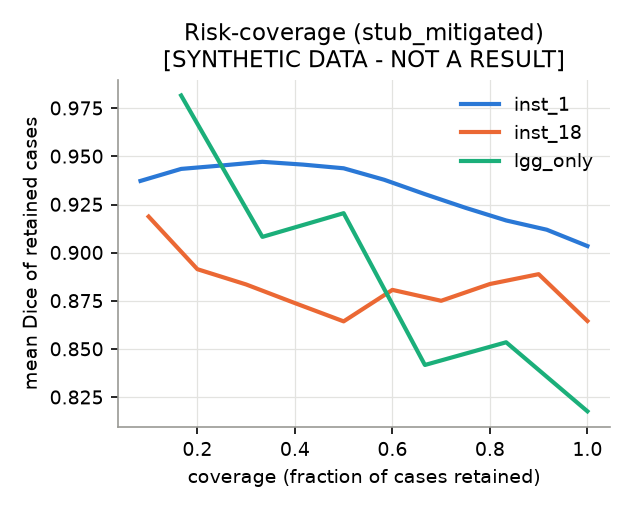 Risk-coverage (stub_mitigated)
[SYNTHETIC DATA - NOT A RESULT]
mean Dice of retained cases
0.975
0.950
0.925
0.900
0.875
0.850
0.825
inst_1
inst_18
lgg_only
0.2
0.4
0.6
0.8
1.0
coverage (fraction of cases retained)